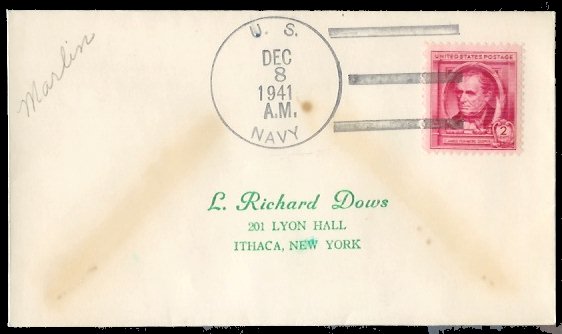 Marlin
U. S.
DEC
8
1941
A.M.
NAVY
UNITED STATES POSTAGE
2¢
L. Richard Dows
201 LYON HALL
ITHACA, NEW YORK